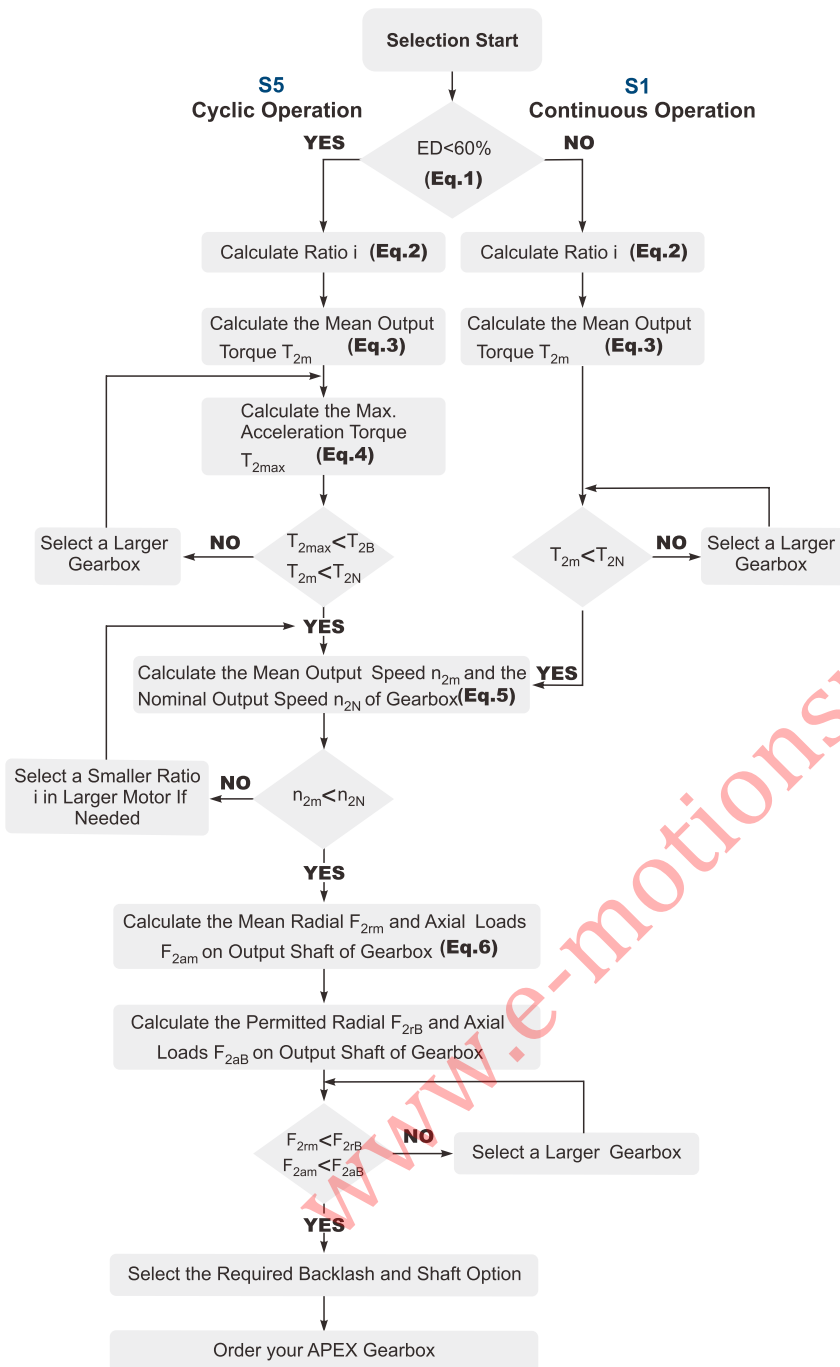 Selection Start
S5
Cyclic Operation
S1
Continuous Operation
YES
ED<60%
(Eq.1)
NO
Calculate Ratio i (Eq.2)
Calculate Ratio i (Eq.2)
Calculate the Mean Output
Torque T2m (Eq.3)
Calculate the Mean Output
Torque T2m (Eq.3)
Calculate the Max.
Acceleration Torque
T2max (Eq.4)
Select a Larger
Gearbox
NO
T2max<T2B
T2m<T2N
T2m<T2N
NO
Select a Larger
Gearbox
YES
YES
Calculate the Mean Output Speed n2m and the
Nominal Output Speed n2N of Gearbox(Eq.5)
Select a Smaller Ratio
i in Larger Motor If
Needed
NO
n2m<n2N
YES
Calculate the Mean Radial F2rm and Axial Loads
F2am on Output Shaft of Gearbox (Eq.6)
Calculate the Permitted Radial F2rB and Axial
Loads F2aB on Output Shaft of Gearbox
F2rm<F2rB
F2am<F2aB
NO
Select a Larger Gearbox
YES
Select the Required Backlash and Shaft Option
Order your APEX Gearbox
www.e-motions